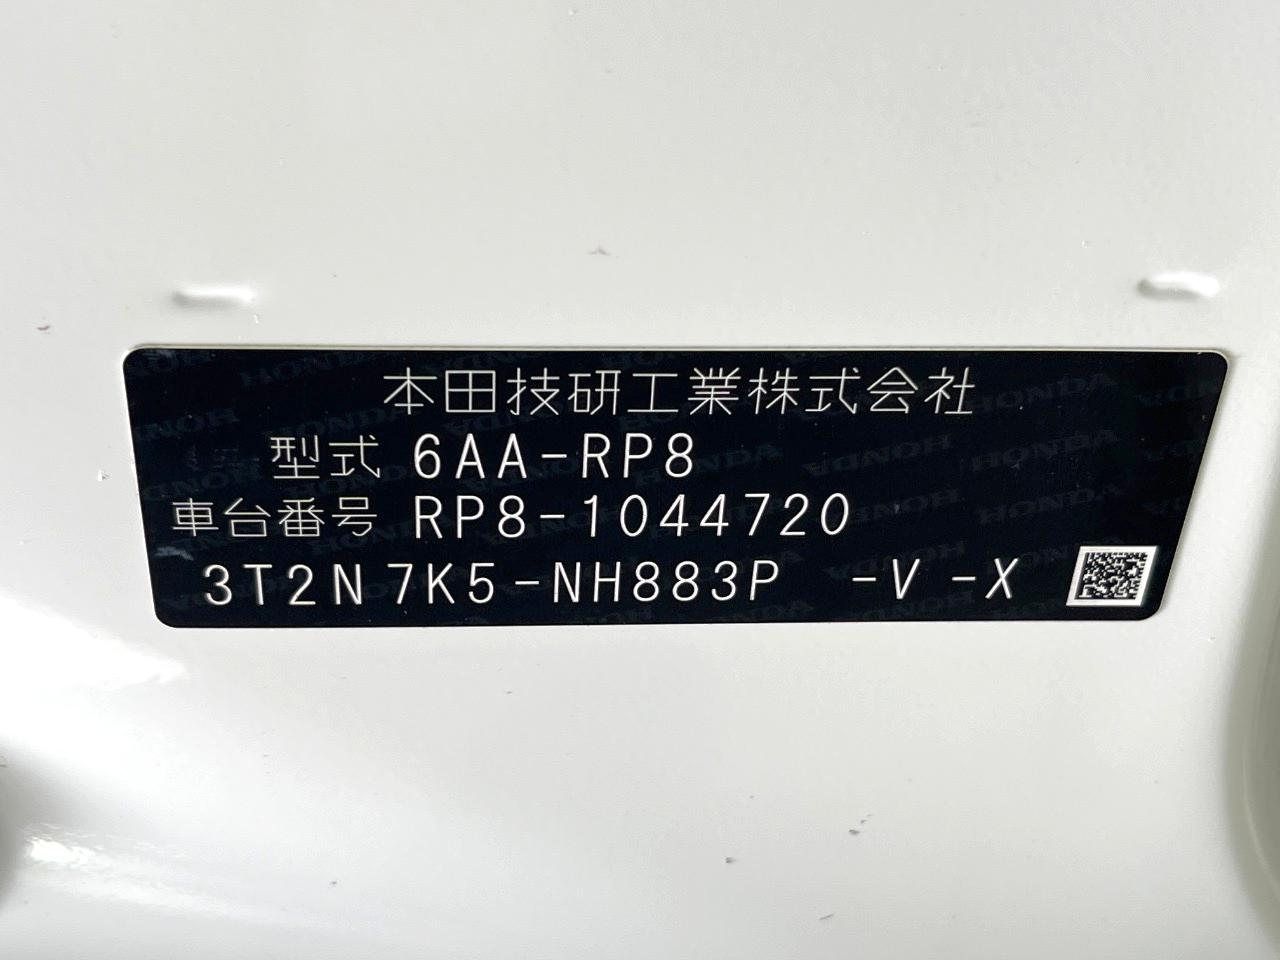 本田技研工業株式会社
型式 6AA-RP8
車台番号 RP8-1044720
3T2N7K5-NH883P -V -X